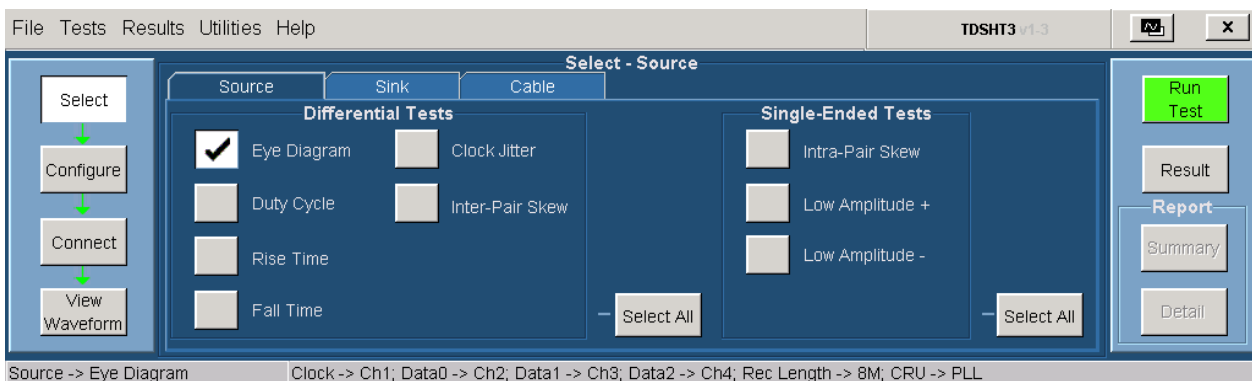 File Tests Results Utilities Help
TDSHT3 v1-3
x
Select - Source
Select
Configure
Connect
View
Waveform
Source Sink Cable
Differential Tests
Eye Diagram Clock Jitter
Duty Cycle Inter-Pair Skew
Rise Time
Fall Time
Select All
Single-Ended Tests
Intra-Pair Skew
Low Amplitude +
Low Amplitude -
Select All
Run
Test
Result
Report
Summary
Detail
Source -> Eye Diagram Clock -> Ch1; Data0 -> Ch2; Data1 -> Ch3; Data2 -> Ch4; Rec Length -> 8M; CRU -> PLL